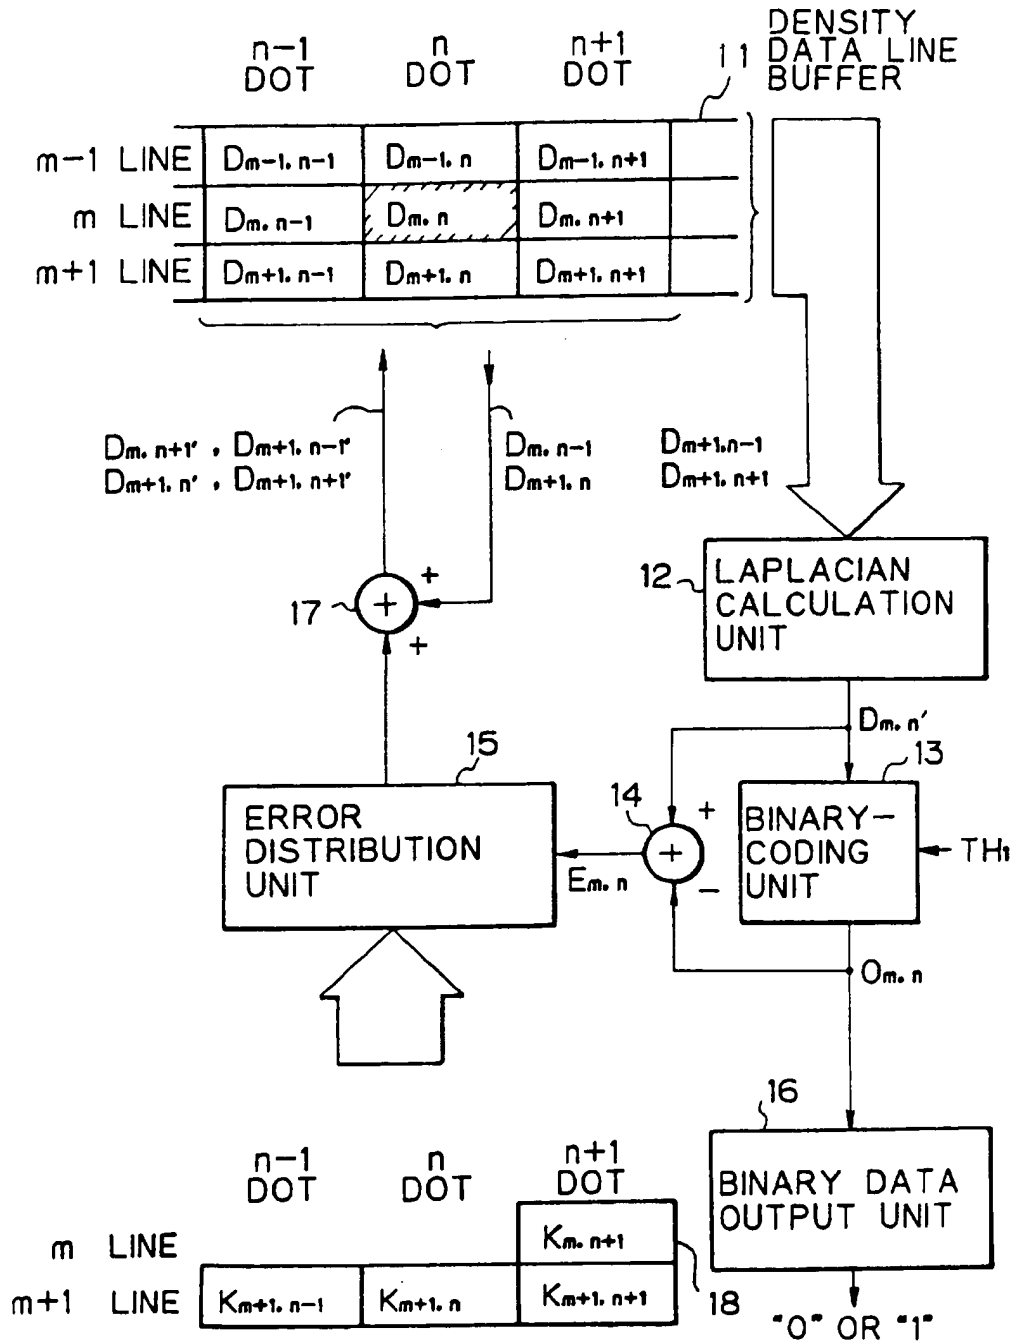 DENSITY
DATA LINE
BUFFER
11
n-1 n n+1
DOT DOT DOT
m-1 LINE Dm-1.n-1 Dm-1.n Dm-1.n+1
m LINE Dm.n-1 Dm.n Dm.n+1
m+1 LINE Dm+1.n-1 Dm+1.n Dm+1.n+1
Dm.n+1' , Dm+1.n-1' Dm.n-1 Dm+1.n-1
Dm+1.n' , Dm+1.n+1' Dm+1.n Dm+1.n+1
12
LAPLACIAN
CALCULATION
UNIT
17 + + +
Dm.n'
15
ERROR
DISTRIBUTION
UNIT
14 + + -
Em.n
13
BINARY-
CODING
UNIT
TH1
Om.n
16
BINARY DATA
OUTPUT UNIT
"0" OR "1"
n-1 n n+1
DOT DOT DOT
m LINE Km.n+1
m+1 LINE Km+1.n-1 Km+1.n Km+1.n+1
18